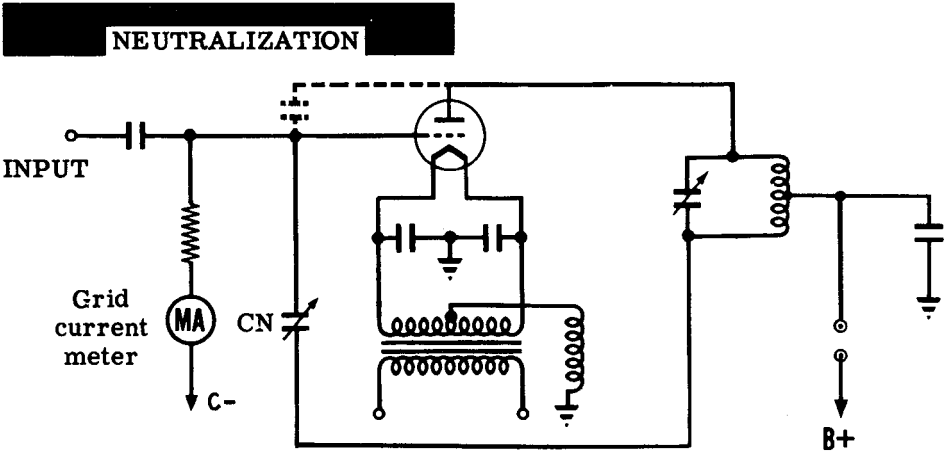 NEUTRALIZATION
INPUT
Grid
current
meter
MA
CN
C-
B+